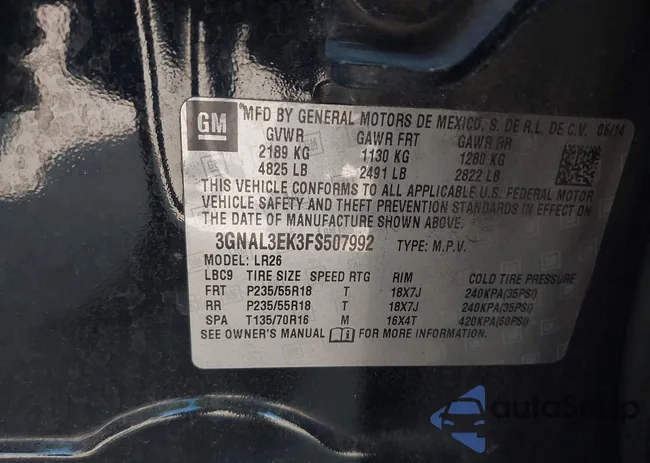 GM
MFD BY GENERAL MOTORS DE MEXICO, S. DE R.L. DE C.V. 08/14
GVWR GAWR FRT GAWR RR
2189 KG 1130 KG 1280 KG
4825 LB 2491 LB 2822 LB
THIS VEHICLE CONFORMS TO ALL APPLICABLE U.S. FEDERAL MOTOR
VEHICLE SAFETY AND THEFT PREVENTION STANDARDS IN EFFECT ON
THE DATE OF MANUFACTURE SHOWN ABOVE.
3GNAL3EK3FS507992 TYPE: M.P.V.
MODEL: LR26
LBC9 TIRE SIZE SPEED RTG RIM COLD TIRE PRESSURE
FRT P235/55R18 T 18X7J 240KPA(35PSI)
RR P235/55R18 T 18X7J 240KPA(35PSI)
SPA T135/70R16 M 16X4T 420KPA(60PSI)
SEE OWNER'S MANUAL FOR MORE INFORMATION.
autoSnap